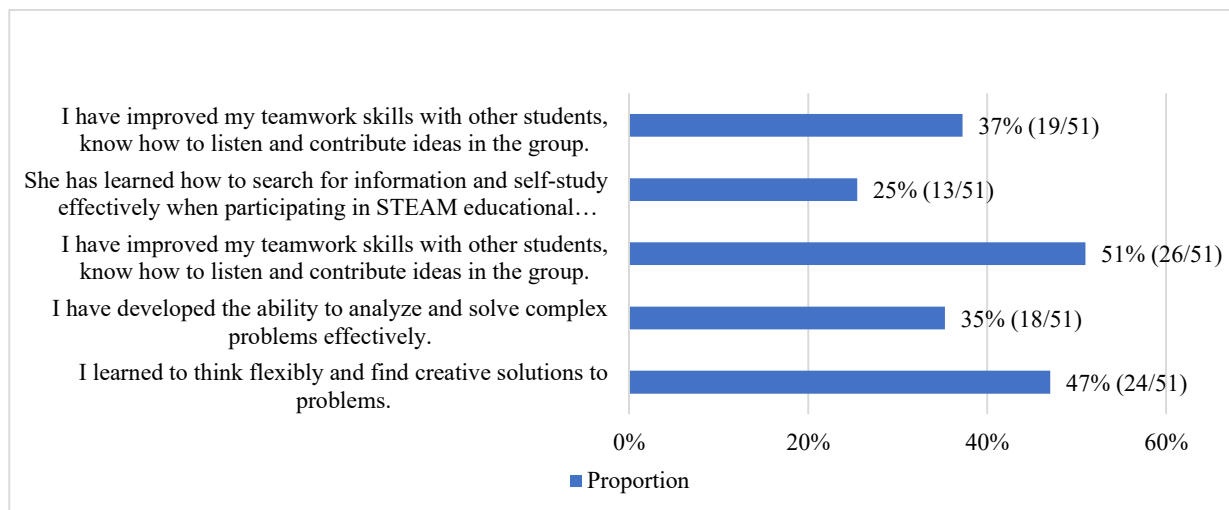 I have improved my teamwork skills with other students,
know how to listen and contribute ideas in the group.
37% (19/51)
She has learned how to search for information and self-study
effectively when participating in STEAM educational…
25% (13/51)
I have improved my teamwork skills with other students,
know how to listen and contribute ideas in the group.
51% (26/51)
I have developed the ability to analyze and solve complex
problems effectively.
35% (18/51)
I learned to think flexibly and find creative solutions to
problems.
47% (24/51)
0% 20% 40% 60%
Proportion